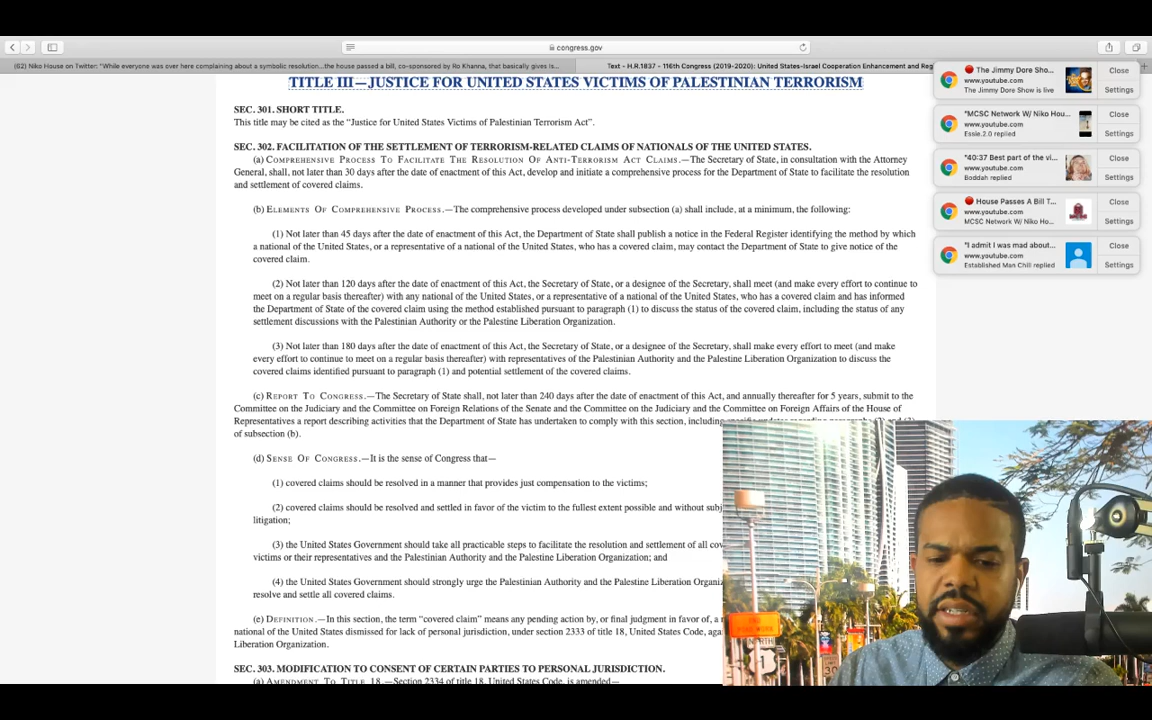 congress.gov
(62) Niko House on Twitter: "While everyone was over here complaining about a symbolic resolution...the house passed a bill, co-sponsored by Ro Khanna, that basically gives Is...
Text - H.R.1837 - 116th Congress (2019-2020): United States-Israel Cooperation Enhancement and Reg
TITLE III—JUSTICE FOR UNITED STATES VICTIMS OF PALESTINIAN TERRORISM
SEC. 301. SHORT TITLE.
This title may be cited as the “Justice for United States Victims of Palestinian Terrorism Act”.
SEC. 302. FACILITATION OF THE SETTLEMENT OF TERRORISM-RELATED CLAIMS OF NATIONALS OF THE UNITED STATES.
(a) Comprehensive Process To Facilitate The Resolution Of Anti-Terrorism Act Claims.—The Secretary of State, in consultation with the Attorney
General, shall, not later than 30 days after the date of enactment of this Act, develop and initiate a comprehensive process for the Department of State to facilitate the resolution
and settlement of covered claims.
(b) Elements Of Comprehensive Process.—The comprehensive process developed under subsection (a) shall include, at a minimum, the following:
(1) Not later than 45 days after the date of enactment of this Act, the Department of State shall publish a notice in the Federal Register identifying the method by which
a national of the United States, or a representative of a national of the United States, who has a covered claim, may contact the Department of State to give notice of the
covered claim.
(2) Not later than 120 days after the date of enactment of this Act, the Secretary of State, or a designee of the Secretary, shall meet (and make every effort to continue to
meet on a regular basis thereafter) with any national of the United States, or a representative of a national of the United States, who has a covered claim and has informed
the Department of State of the covered claim using the method established pursuant to paragraph (1) to discuss the status of the covered claim, including the status of any
settlement discussions with the Palestinian Authority or the Palestine Liberation Organization.
(3) Not later than 180 days after the date of enactment of this Act, the Secretary of State, or a designee of the Secretary, shall make every effort to meet (and make
every effort to continue to meet on a regular basis thereafter) with representatives of the Palestinian Authority and the Palestine Liberation Organization to discuss the
covered claims identified pursuant to paragraph (1) and potential settlement of the covered claims.
(c) Report To Congress.—The Secretary of State shall, not later than 240 days after the date of enactment of this Act, and annually thereafter for 5 years, submit to the
Committee on the Judiciary and the Committee on Foreign Relations of the Senate and the Committee on the Judiciary and the Committee on Foreign Affairs of the House of
Representatives a report describing activities that the Department of State has undertaken to comply with this section, including
of subsection (b).
(d) Sense Of Congress.—It is the sense of Congress that—
(1) covered claims should be resolved in a manner that provides just compensation to the victims;
(2) covered claims should be resolved and settled in favor of the victim to the fullest extent possible and without subj
litigation;
(3) the United States Government should take all practicable steps to facilitate the resolution and settlement of all cov
victims or their representatives and the Palestinian Authority and the Palestine Liberation Organization; and
(4) the United States Government should strongly urge the Palestinian Authority and the Palestine Liberation Organiz
resolve and settle all covered claims.
(e) Definition.—In this section, the term “covered claim” means any pending action by, or final judgment in favor of, a n
national of the United States dismissed for lack of personal jurisdiction, under section 2333 of title 18, United States Code, aga
Liberation Organization.
SEC. 303. MODIFICATION TO CONSENT OF CERTAIN PARTIES TO PERSONAL JURISDICTION.
(a) Amendment To Title 18.—Section 2334 of title 18, United States Code, is amended—
The Jimmy Dore Sho...
www.youtube.com
The Jimmy Dore Show is live
Close
Settings
"MCSC Network W/ Niko Hou...
www.youtube.com
Essie.2.0 replied
Close
Settings
"40:37 Best part of the vi...
www.youtube.com
Boddah replied
Close
Settings
House Passes A Bill T...
www.youtube.com
MCSC Network W/ Niko Ho...
Close
Settings
"I admit I was mad about...
www.youtube.com
Established Man Chill replied
Close
Settings